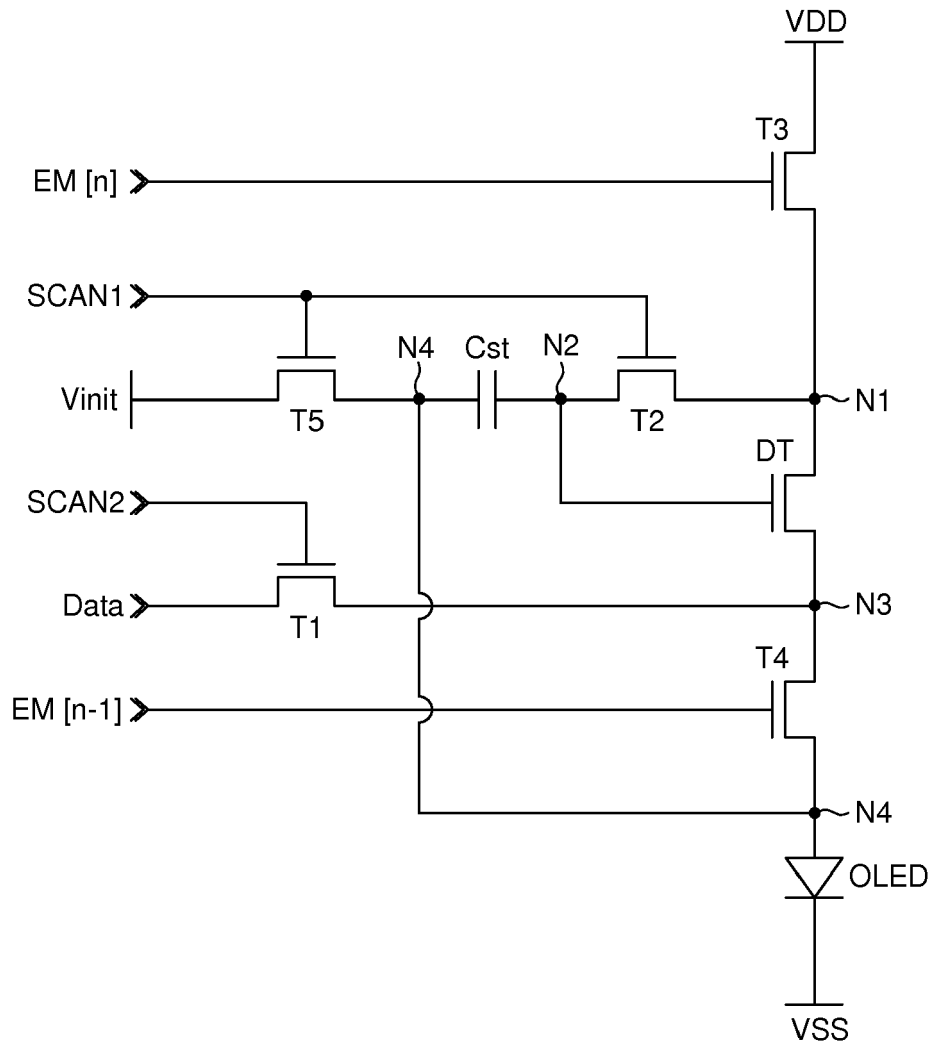 VDD
T3
EM [n]
SCAN1
N4
Cst
N2
Vinit
T5
T2
N1
DT
SCAN2
Data
T1
N3
T4
EM [n-1]
N4
OLED
VSS